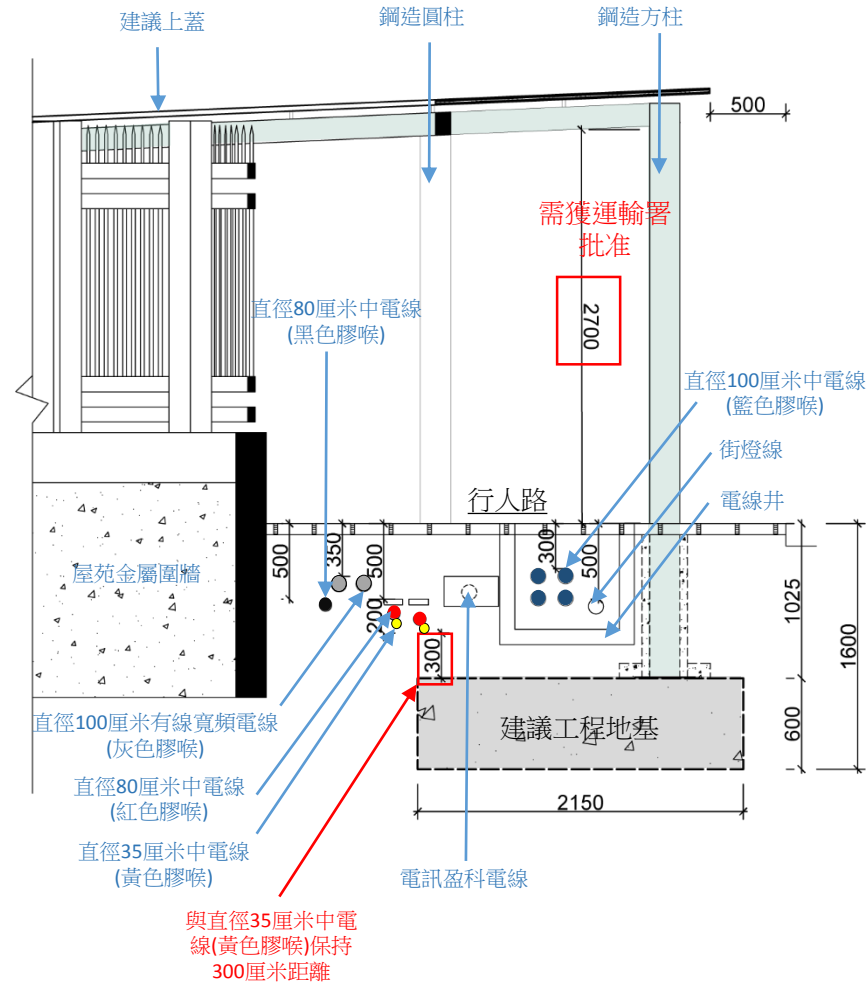 建議上蓋
鋼造圓柱
鋼造方柱
500
需獲運輸署
批准
2700
直徑80厘米中電線
(黑色膠喉)
直徑100厘米中電線
(籃色膠喉)
街燈線
電線井
行人路
500
350
500
200
300
500
300
1025
1600
600
屋苑金屬圍牆
建議工程地基
2150
直徑100厘米有線寬頻電線
(灰色膠喉)
直徑80厘米中電線
(紅色膠喉)
直徑35厘米中電線
(黃色膠喉)
電訊盈科電線
與直徑35厘米中電
線(黃色膠喉)保持
300厘米距離